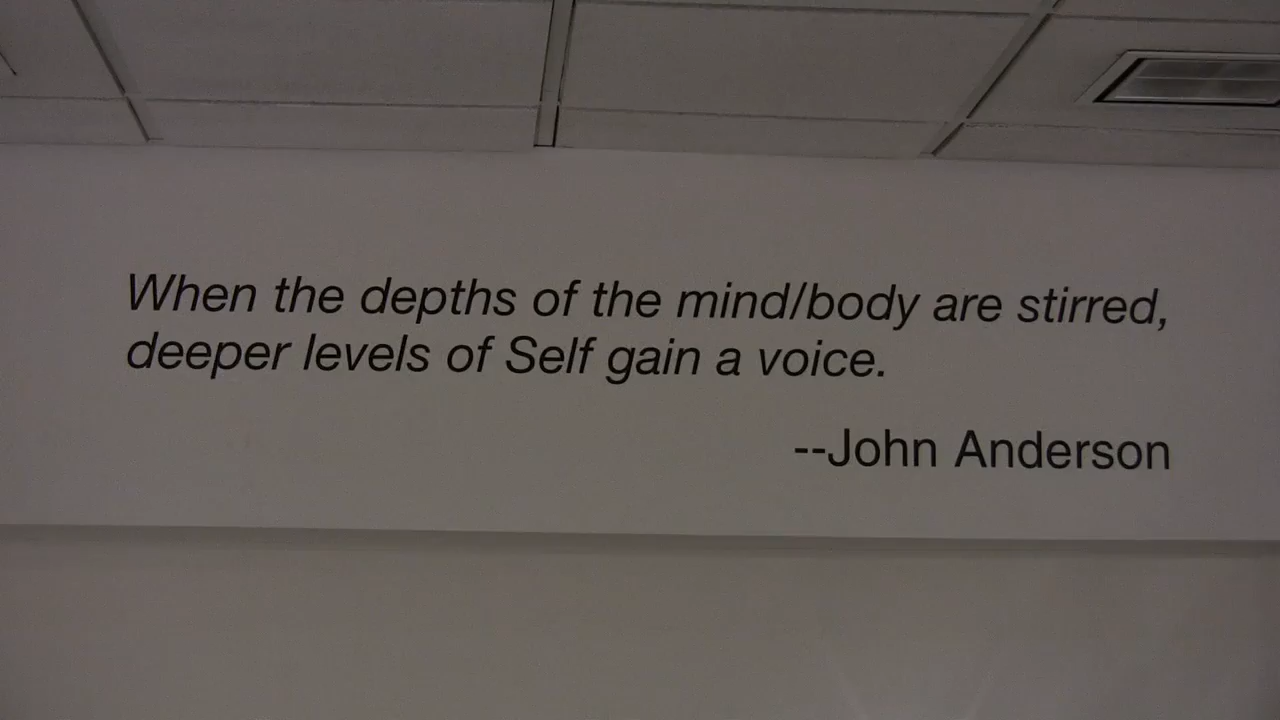 When the depths of the mind/body are stirred,
deeper levels of Self gain a voice.
--John Anderson